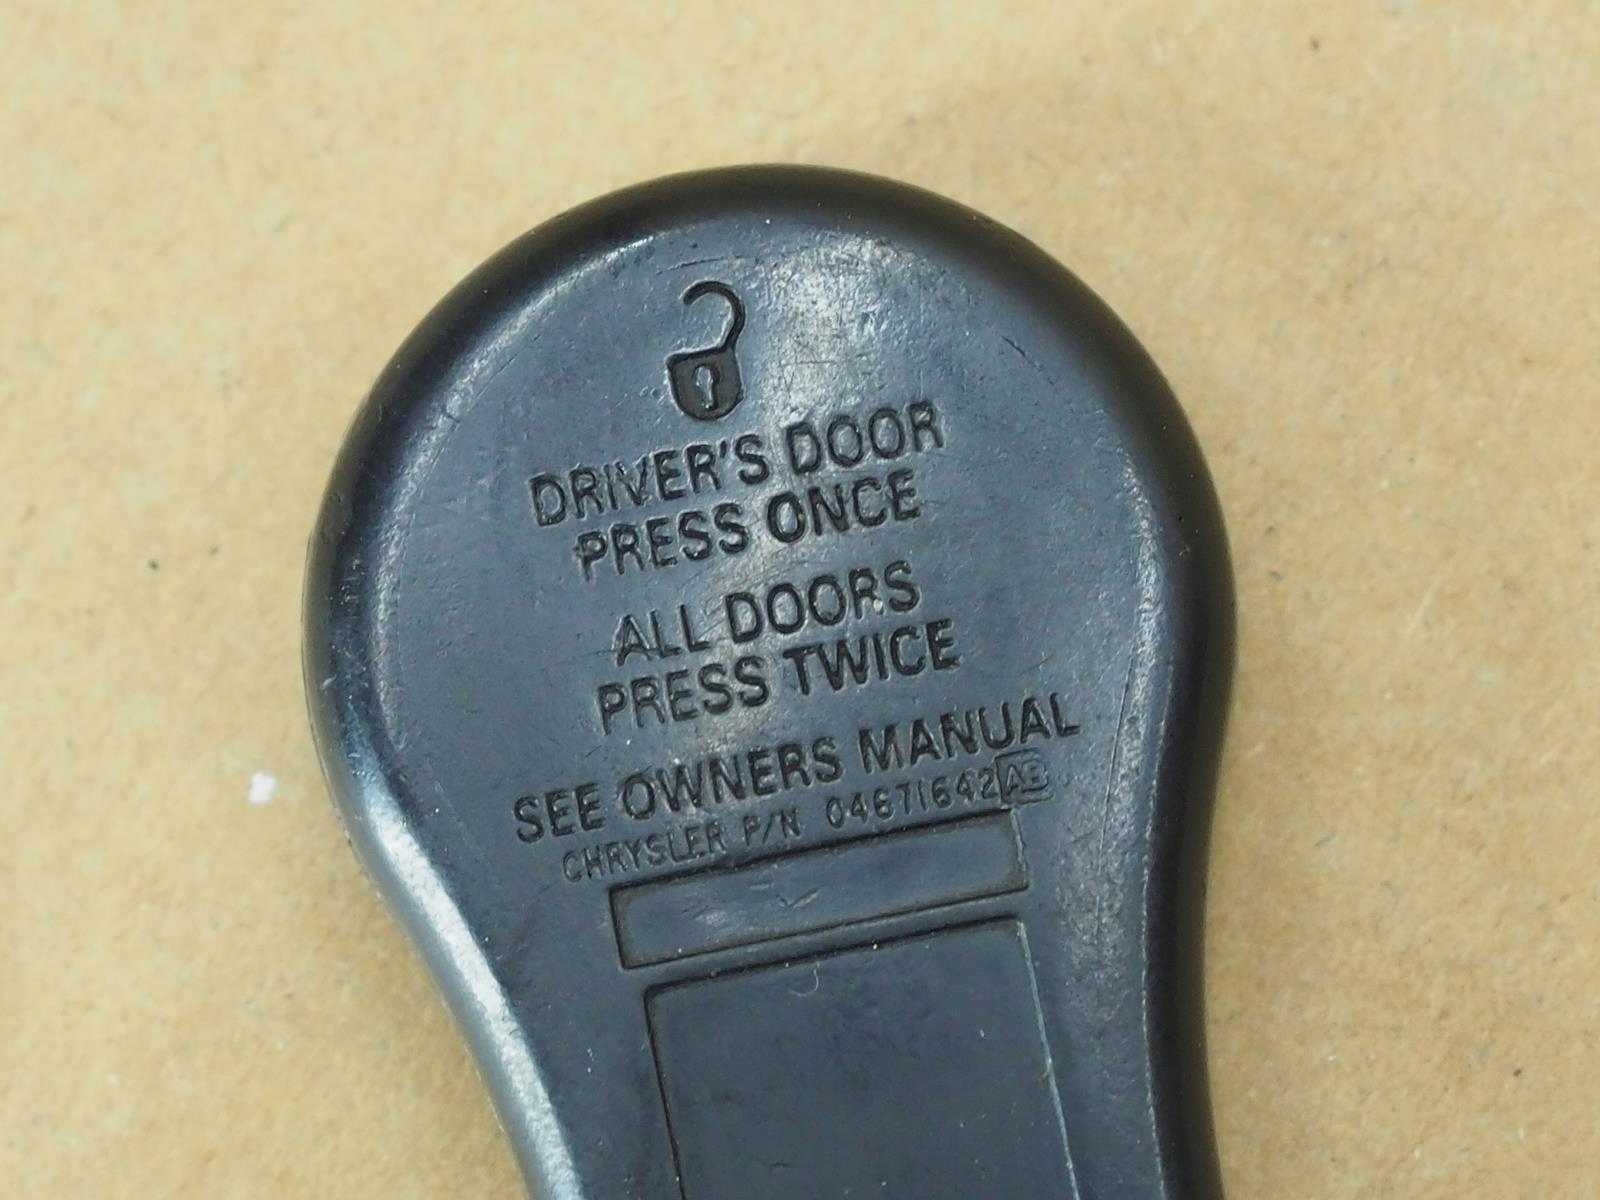 DRIVER'S DOOR
PRESS ONCE
ALL DOORS
PRESS TWICE
SEE OWNERS MANUAL
CHRYSLER P/N 04671642AB